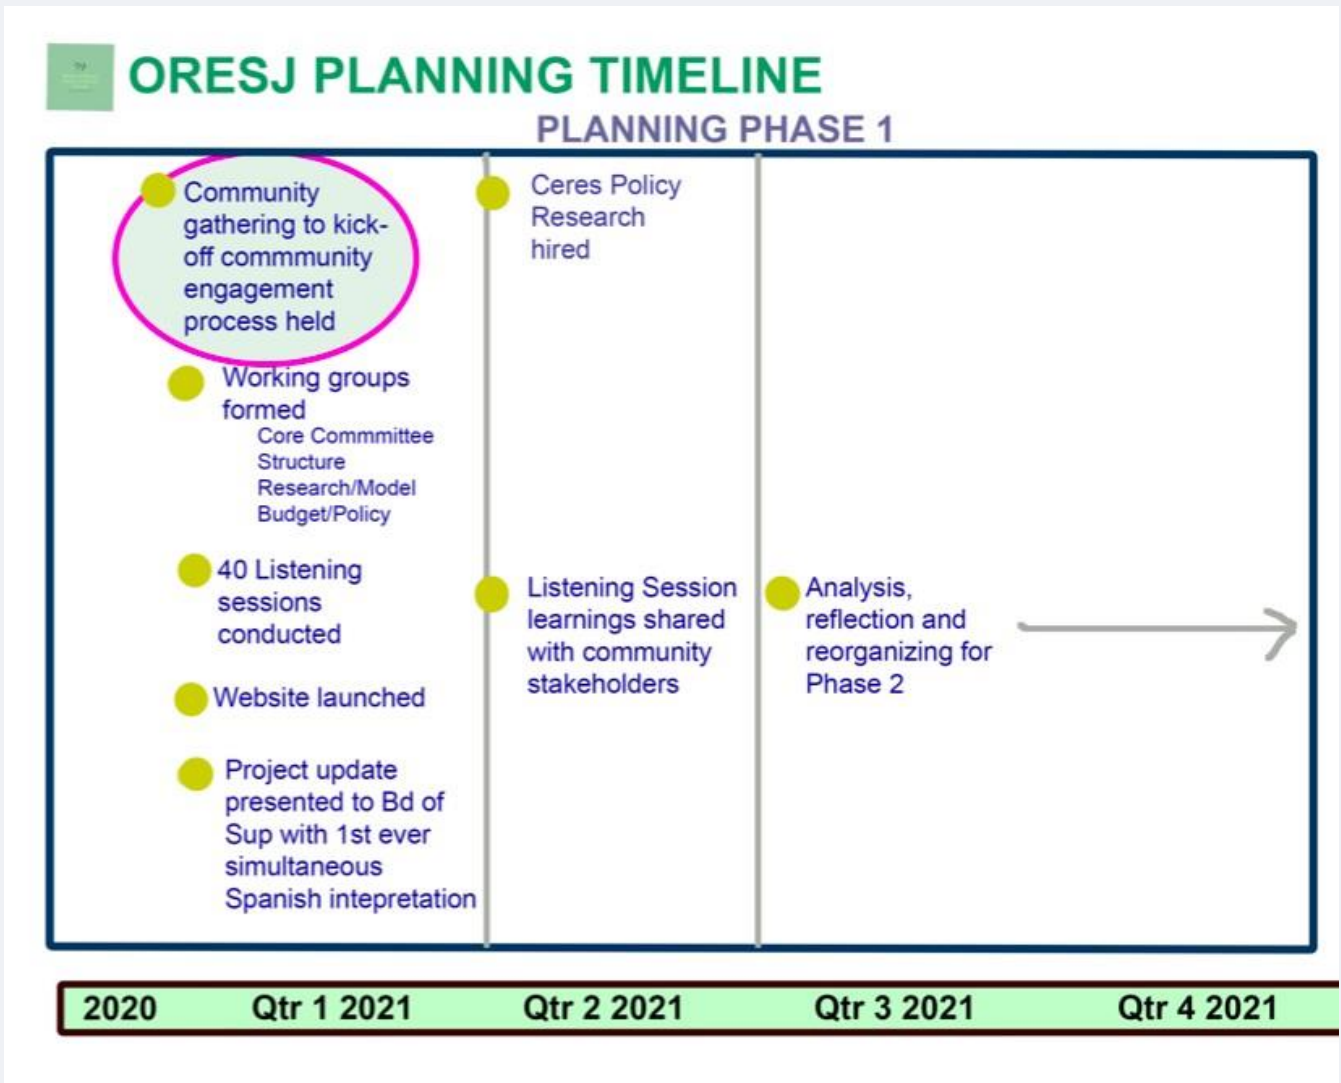 ORESJ PLANNING TIMELINE
PLANNING PHASE 1
Community
gathering to kick-
off commmunity
engagement
process held
Working groups
formed
Core Commmittee
Structure
Research/Model
Budget/Policy
40 Listening
sessions
conducted
Website launched
Project update
presented to Bd of
Sup with 1st ever
simultaneous
Spanish intepretation
Ceres Policy
Research
hired
Listening Session
learnings shared
with community
stakeholders
Analysis,
reflection and
reorganizing for
Phase 2
2020
Qtr 1 2021
Qtr 2 2021
Qtr 3 2021
Qtr 4 2021